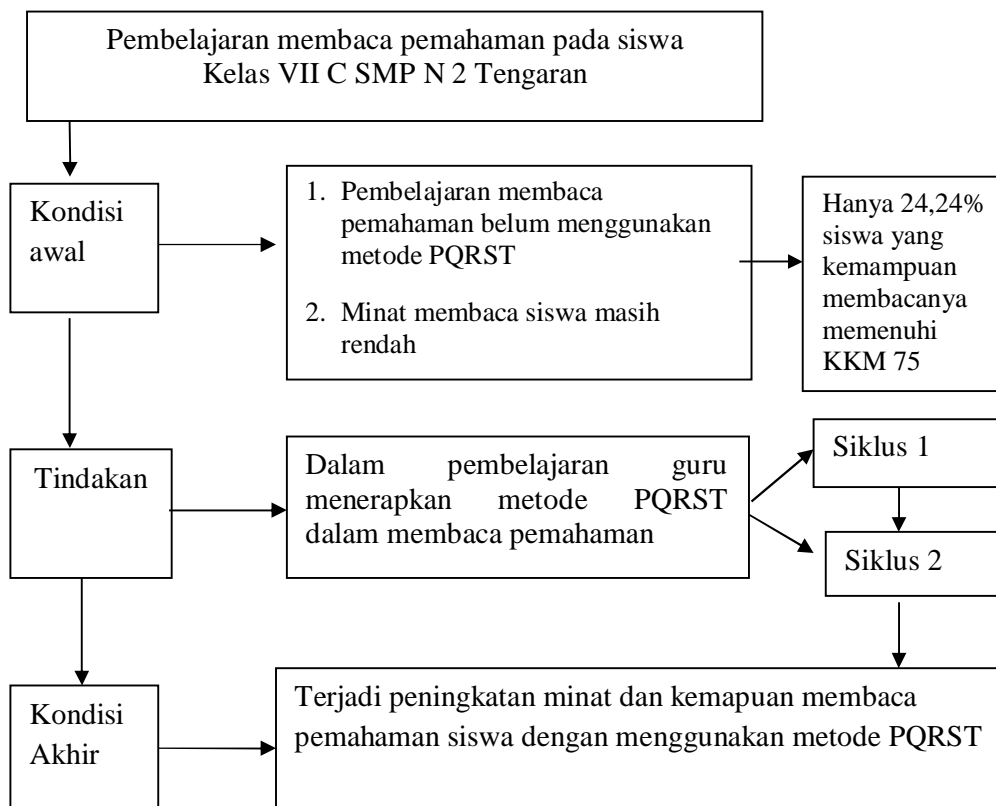 Pembelajaran membaca pemahaman pada siswa
Kelas VII C SMP N 2 Tengaran
Kondisi
awal
1. Pembelajaran membaca
pemahaman belum menggunakan
metode PQRST
2. Minat membaca siswa masih
rendah
Hanya 24,24%
siswa yang
kemampuan
membacanya
memenuhi
KKM 75
Tindakan
Dalam pembelajaran guru
menerapkan metode PQRST
dalam membaca pemahaman
Siklus 1
Siklus 2
Kondisi
Akhir
Terjadi peningkatan minat dan kemapuan membaca
pemahaman siswa dengan menggunakan metode PQRST